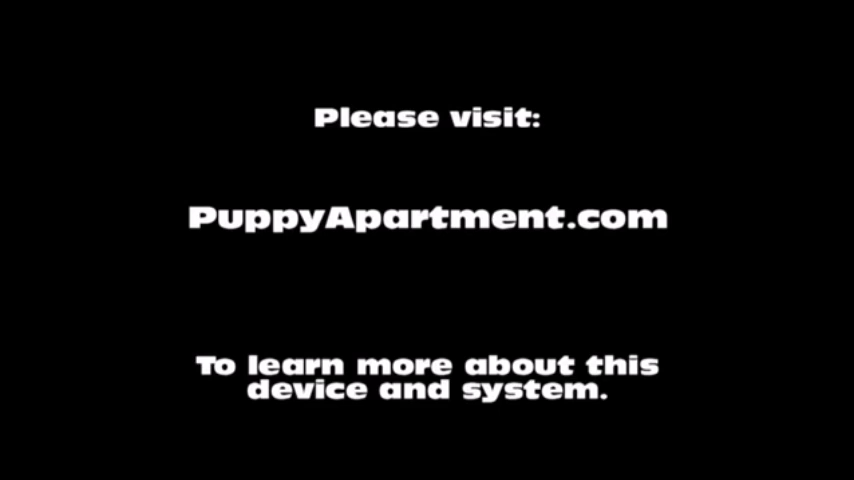 Please visit:
PuppyApartment.com
To learn more about this
device and system.